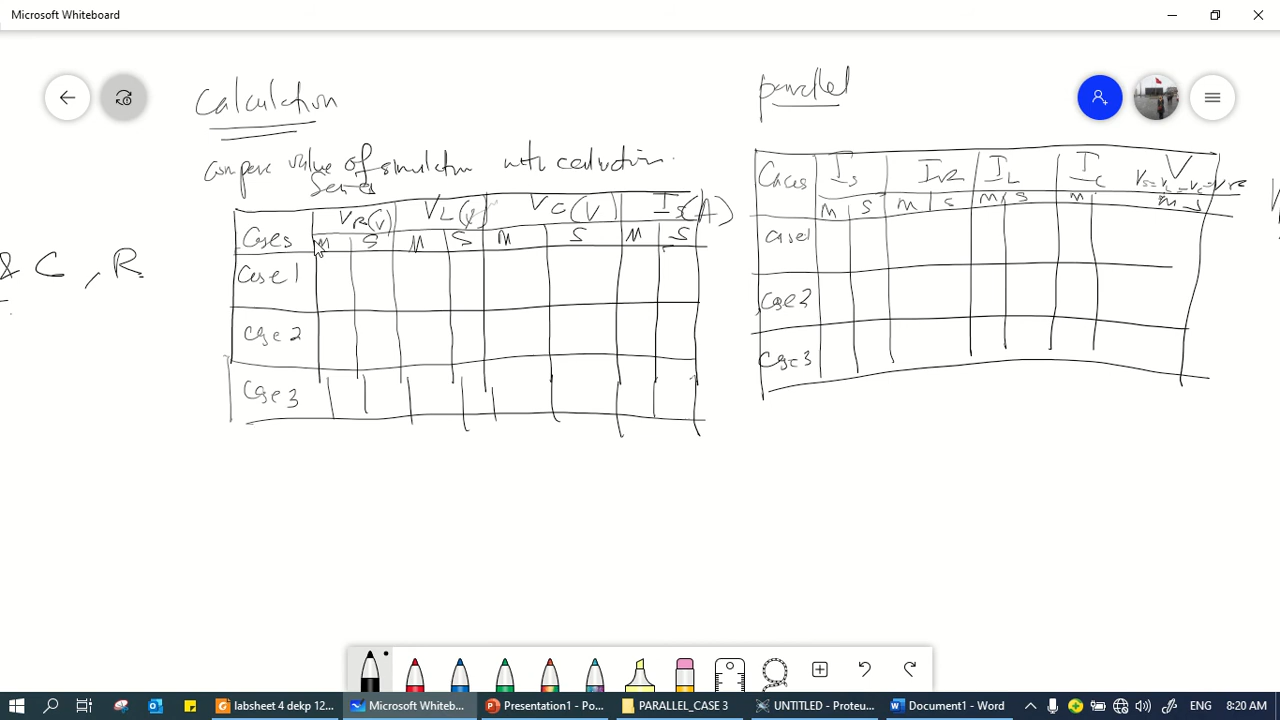 Microsoft Whiteboard
Calculation
compare value of simulation with calculation.
Series
Cases VR(V) VL(V) VC(V) Is(A)
M S M S M S M S
Case 1
Case 2
Case 3
& C , R
parallel
Cases Is IR IL IC V
m s m s m s m m s
Case 1
Case 2
Case 3
labsheet 4 dekp 12...
Microsoft Whiteb...
Presentation1 - Po...
PARALLEL_CASE 3
UNTITLED - Proteu...
Document1 - Word
ENG
8:20 AM